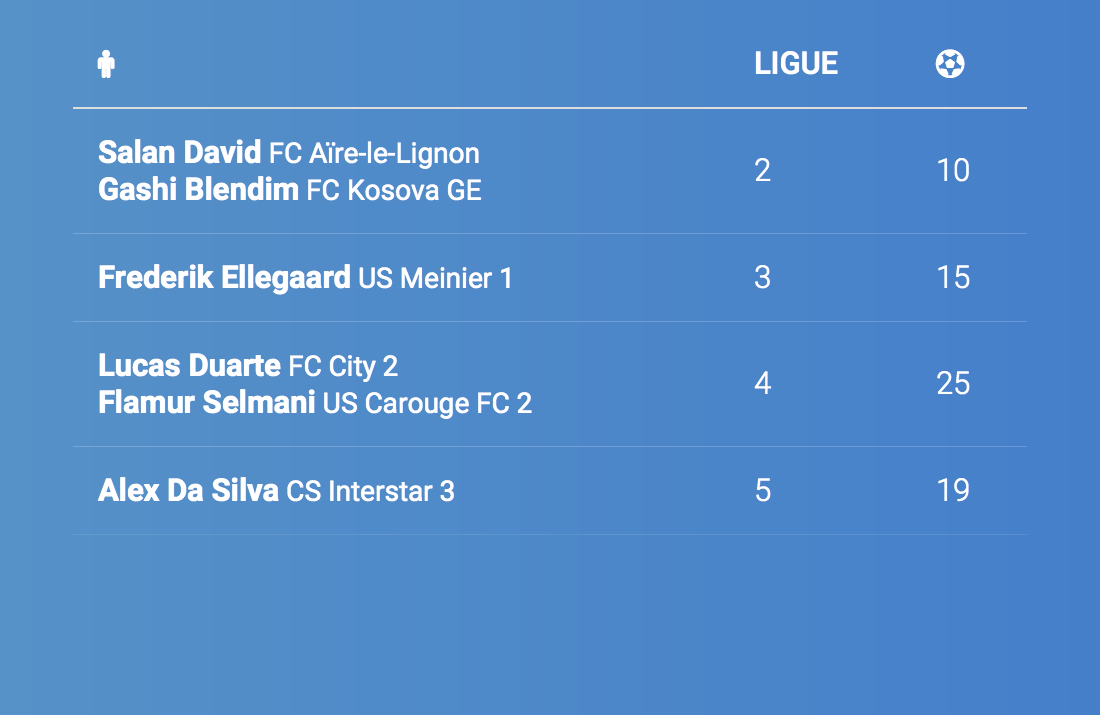 LIGUE
Salan David FC Aïre-le-Lignon
Gashi Blendim FC Kosova GE
2 10
Frederik Ellegaard US Meinier 1
3 15
Lucas Duarte FC City 2
Flamur Selmani US Carouge FC 2
4 25
Alex Da Silva CS Interstar 3
5 19